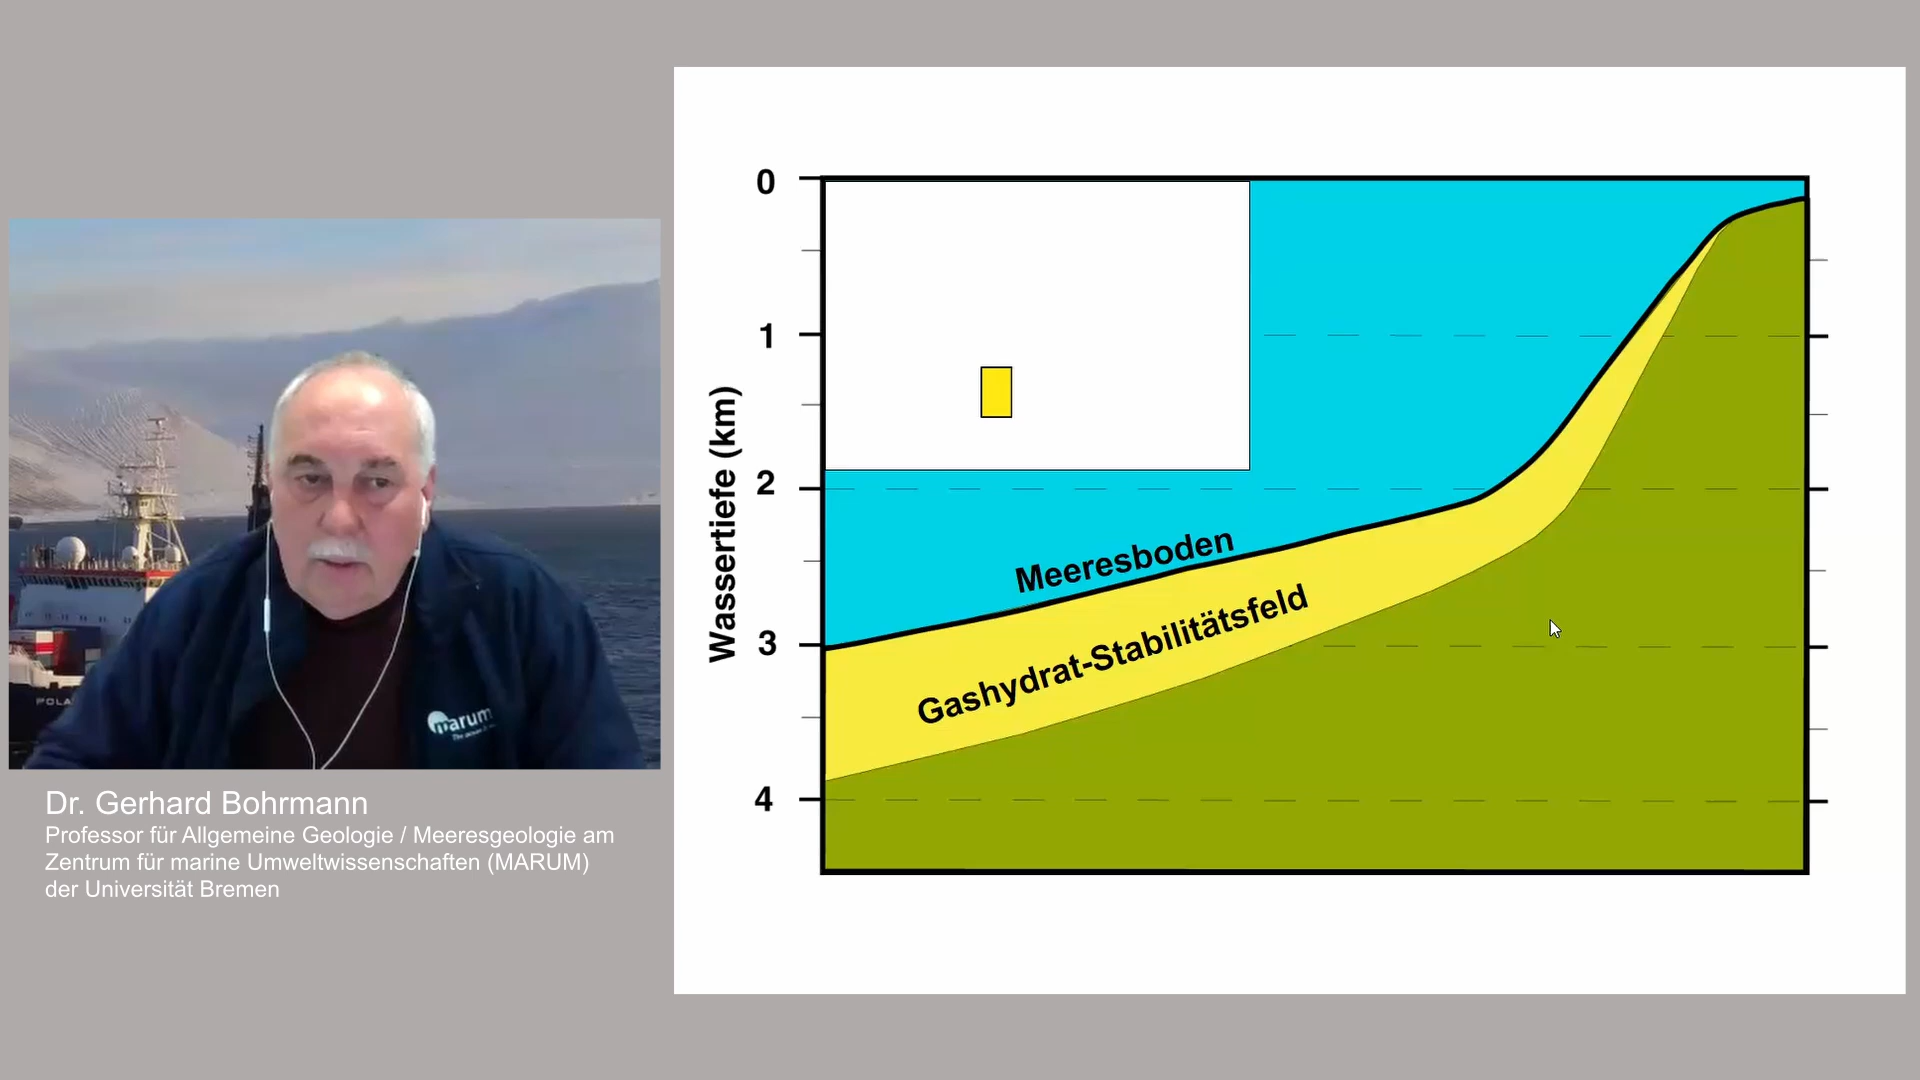 POLA
marum
Dr. Gerhard Bohrmann
Professor für Allgemeine Geologie / Meeresgeologie am
Zentrum für marine Umweltwissenschaften (MARUM)
der Universität Bremen
Wassertiefe (km)
0
1
2
3
4
Meeresboden
Gashydrat-Stabilitätsfeld